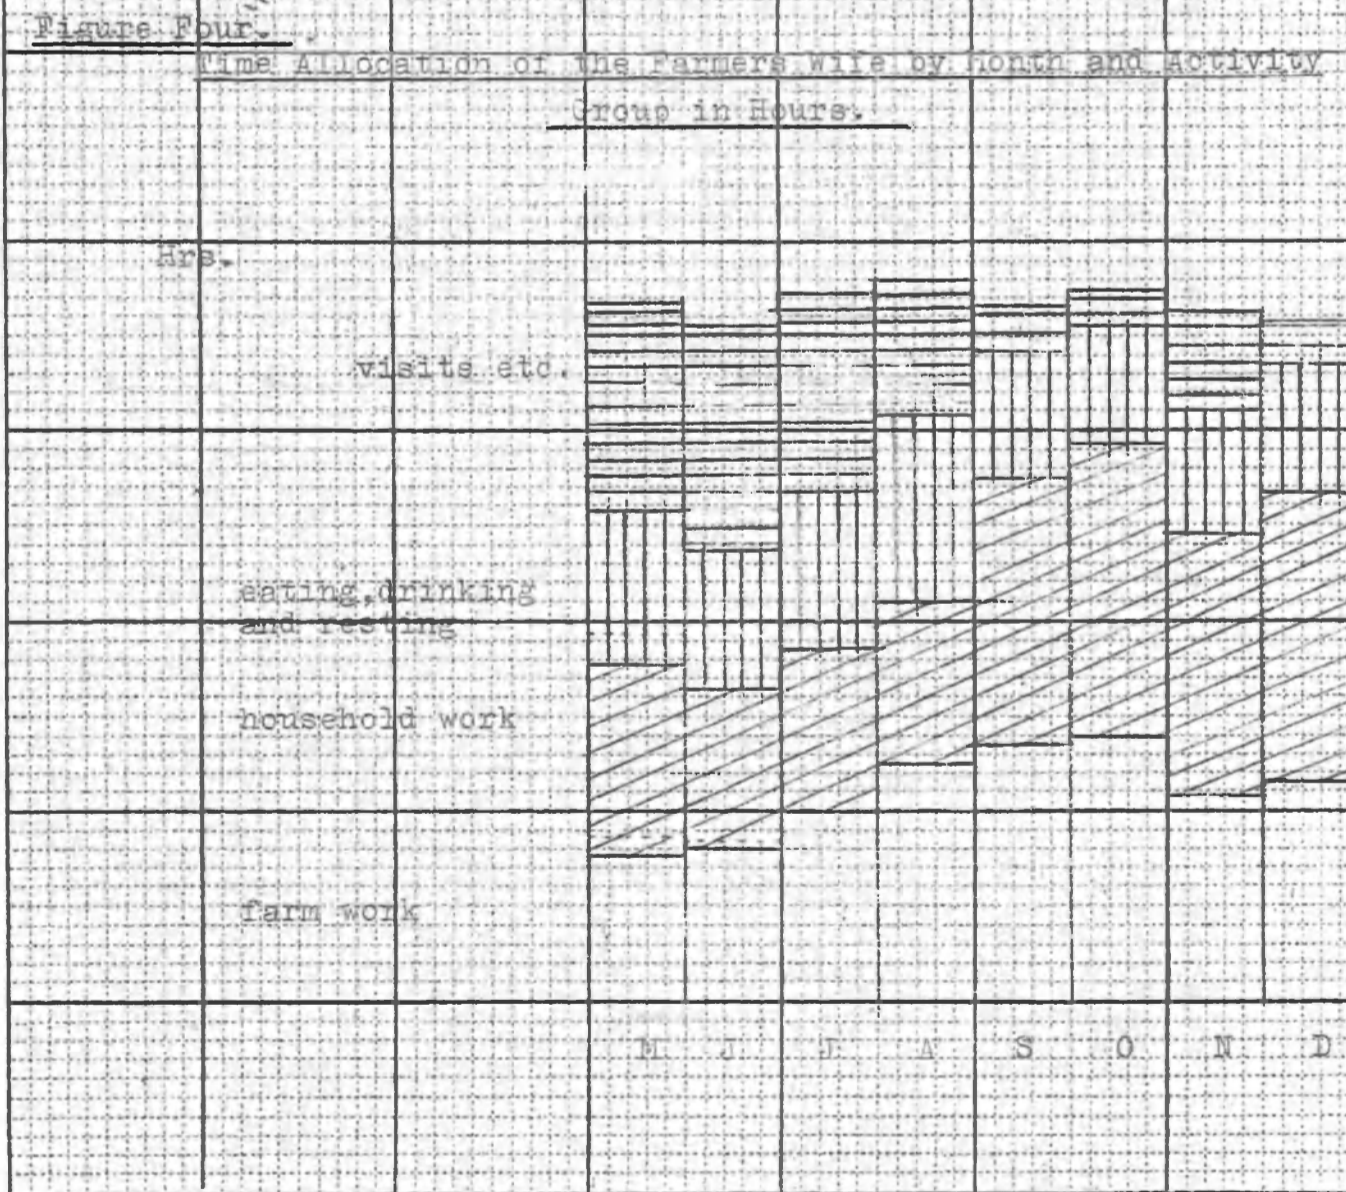 Figure Four.
Time Allocation of the Farmers Wife by Month and Activity
Group in Hours.
Hrs.
visits etc.
eating,drinking
and resting
household work
farm work
M J J A S O N D